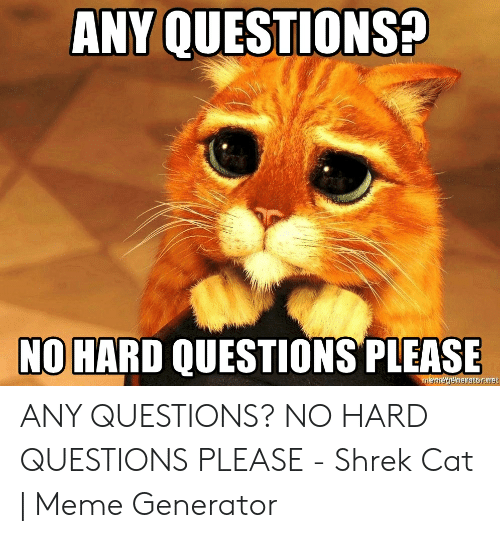 ANY QUESTIONS?
NO HARD QUESTIONS PLEASE
memegenerator.net
ANY QUESTIONS? NO HARD
QUESTIONS PLEASE - Shrek Cat
| Meme Generator